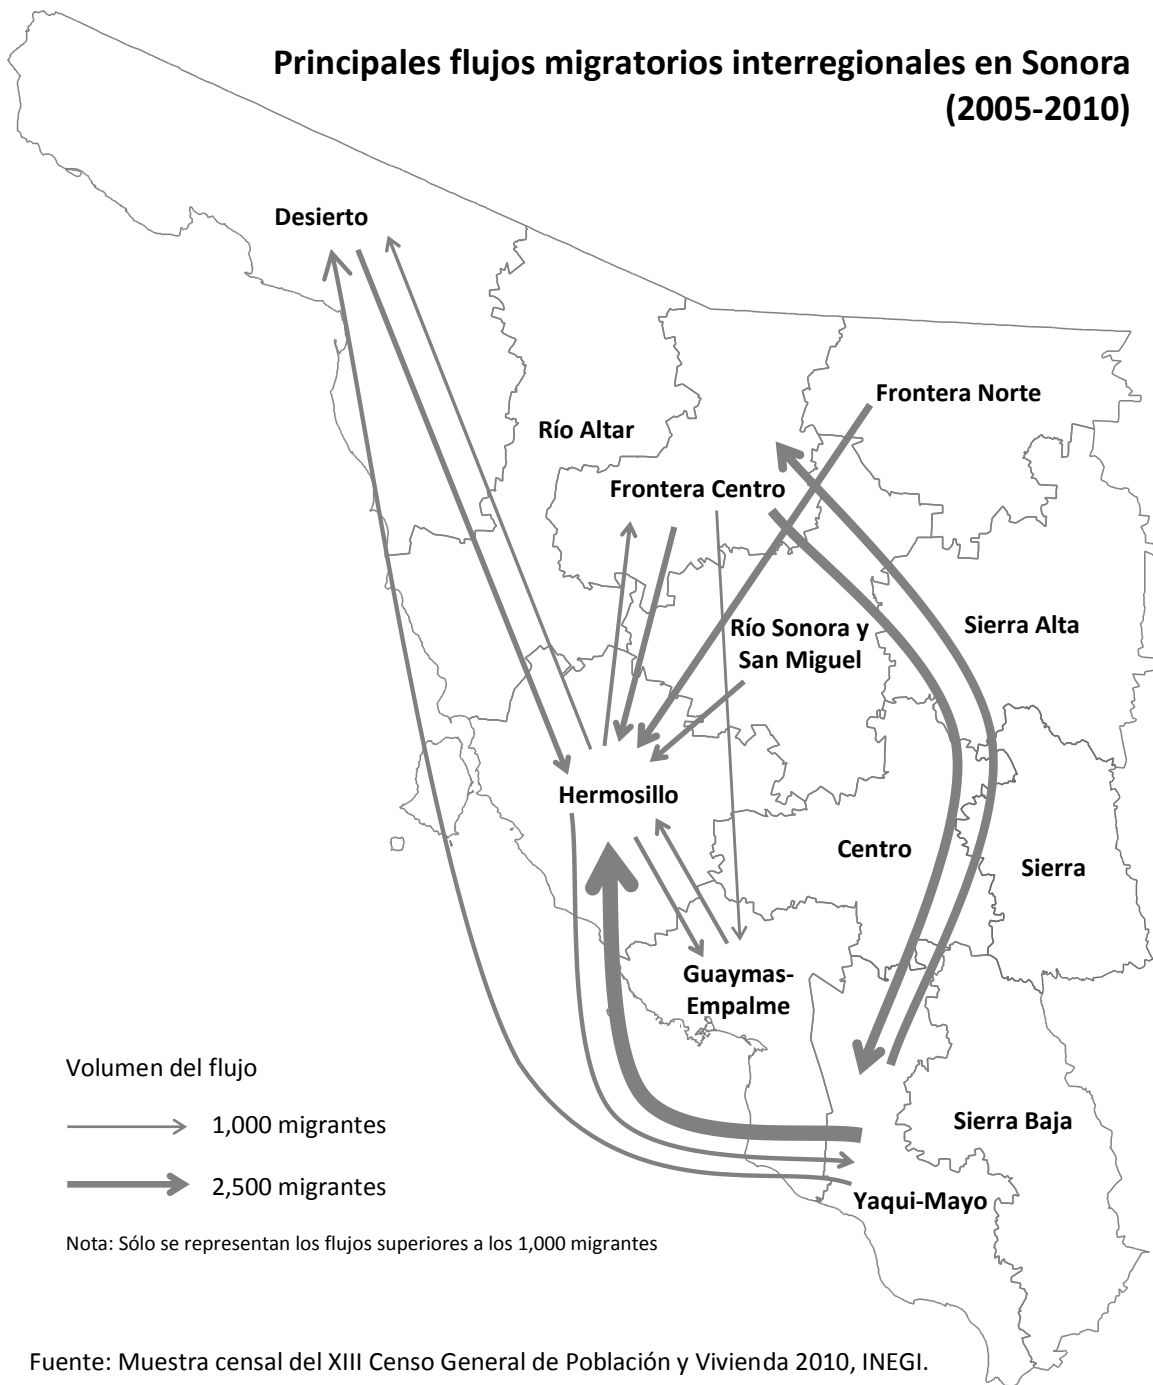 Principales flujos migratorios interregionales en Sonora
(2005-2010)
Desierto
Frontera Norte
Río Altar
Frontera Centro
Río Sonora y
San Miguel
Sierra Alta
Hermosillo
Centro
Sierra
Guaymas-
Empalme
Volumen del flujo
1,000 migrantes
2,500 migrantes
Sierra Baja
Yaqui-Mayo
Nota: Sólo se representan los flujos superiores a los 1,000 migrantes
Fuente: Muestra censal del XIII Censo General de Población y Vivienda 2010, INEGI.